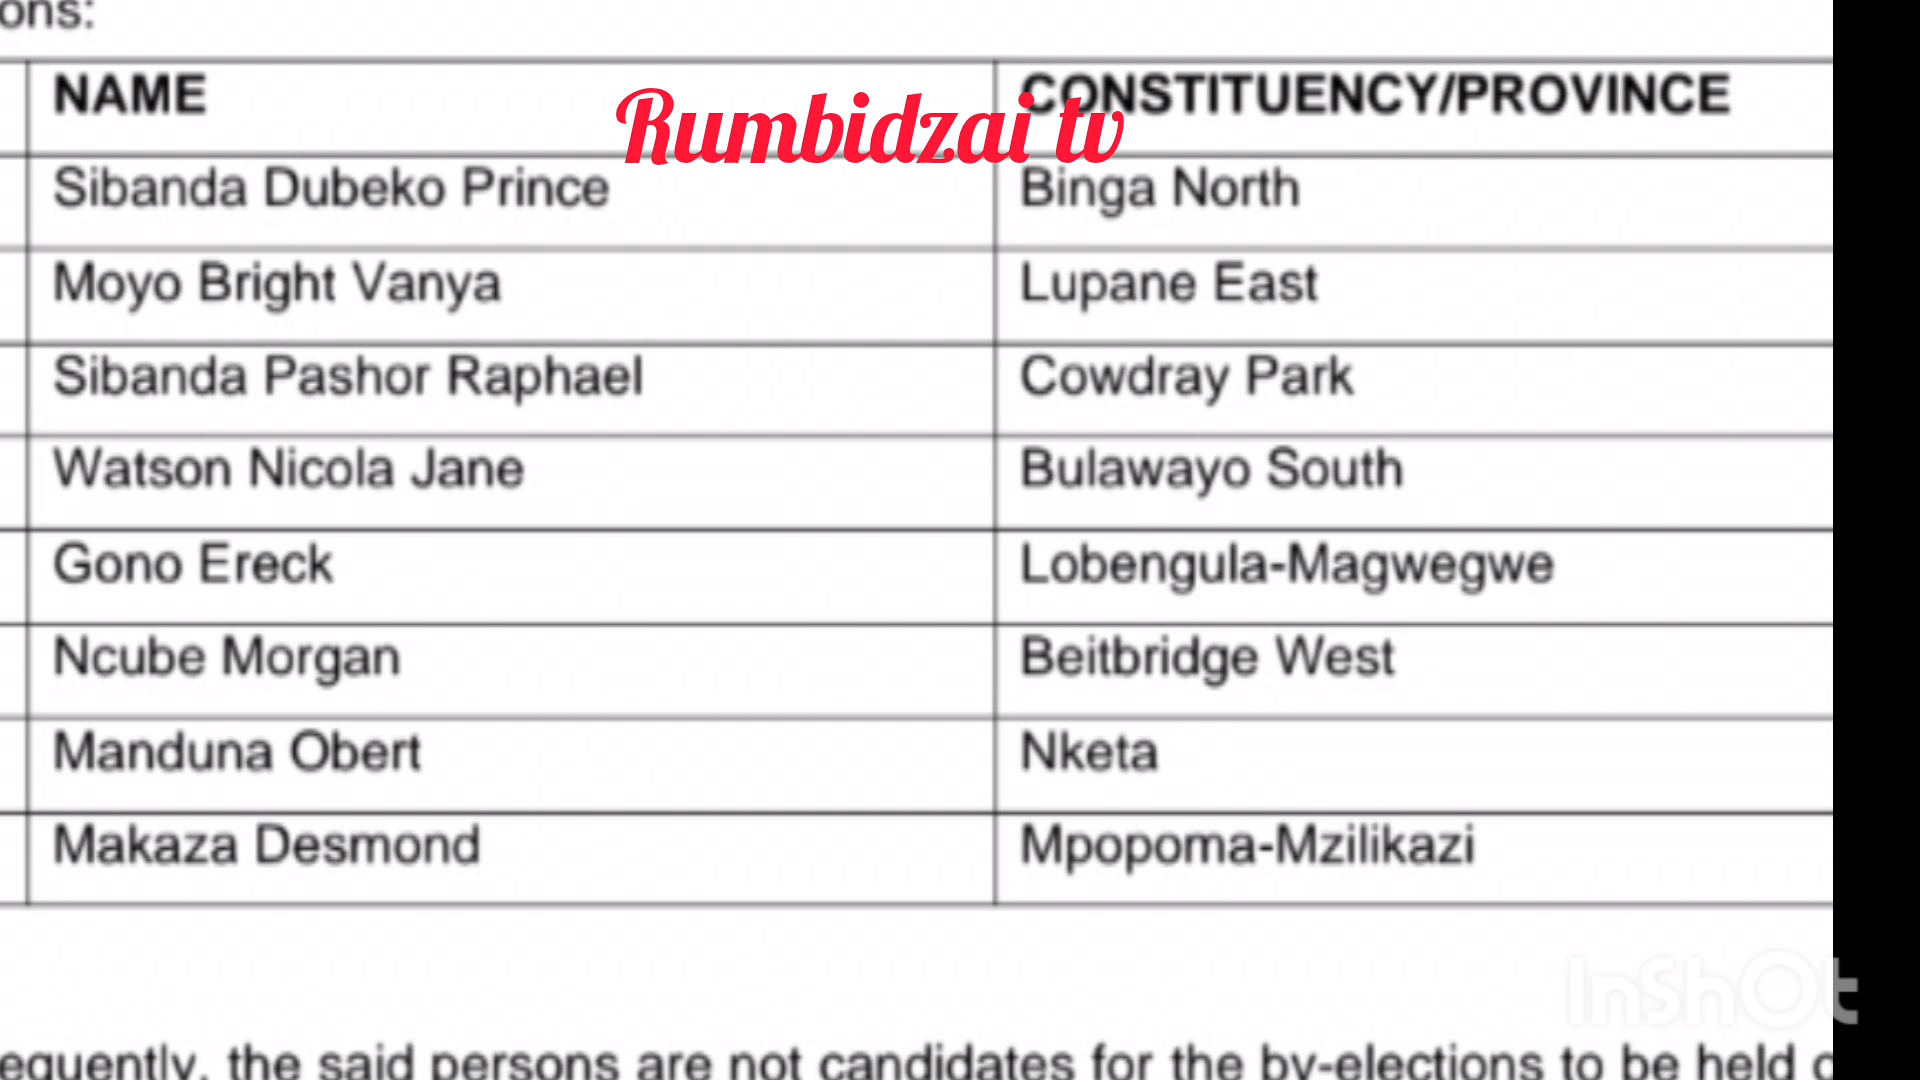 ons:
NAME CONSTITUENCY/PROVINCE
Rumbidzai tv
Sibanda Dubeko Prince Binga North
Moyo Bright Vanya Lupane East
Sibanda Pashor Raphael Cowdray Park
Watson Nicola Jane Bulawayo South
Gono Ereck Lobengula-Magwegwe
Ncube Morgan Beitbridge West
Manduna Obert Nketa
Makaza Desmond Mpopoma-Mzilikazi
InShOt
equently, the said persons are not candidates for the by-elections to be held